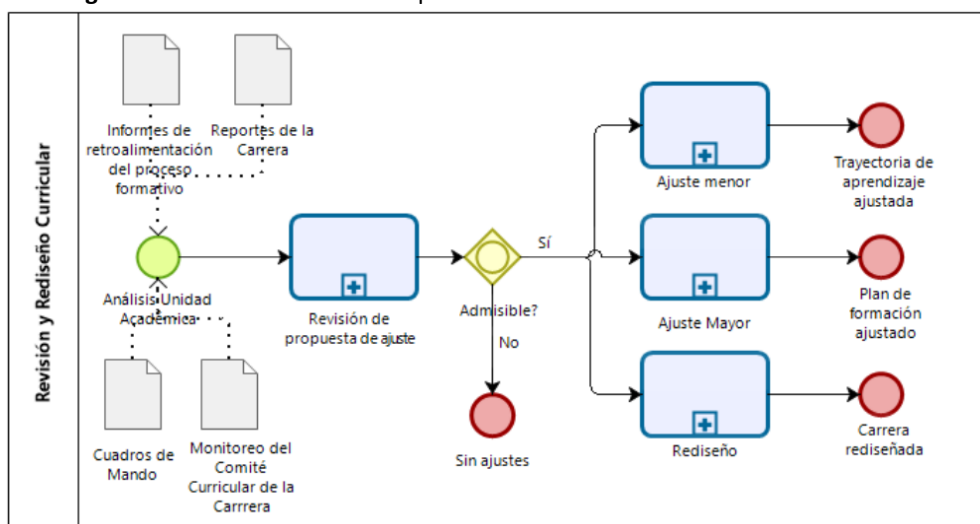 Revisión y Rediseño Curricular
Informes de
retroalimentación
del proceso
formativo
Reportes de la
Carrera
Análisis Unidad
Académica
Cuadros de
Mando
Monitoreo del
Comité
Curricular de la
Carrrera
Revisión de
propuesta de ajuste
Admisible?
Sí
No
Sin ajustes
Ajuste menor
Trayectoria de
aprendizaje
ajustada
Ajuste Mayor
Plan de
formación
ajustado
Rediseño
Carrera
rediseñada